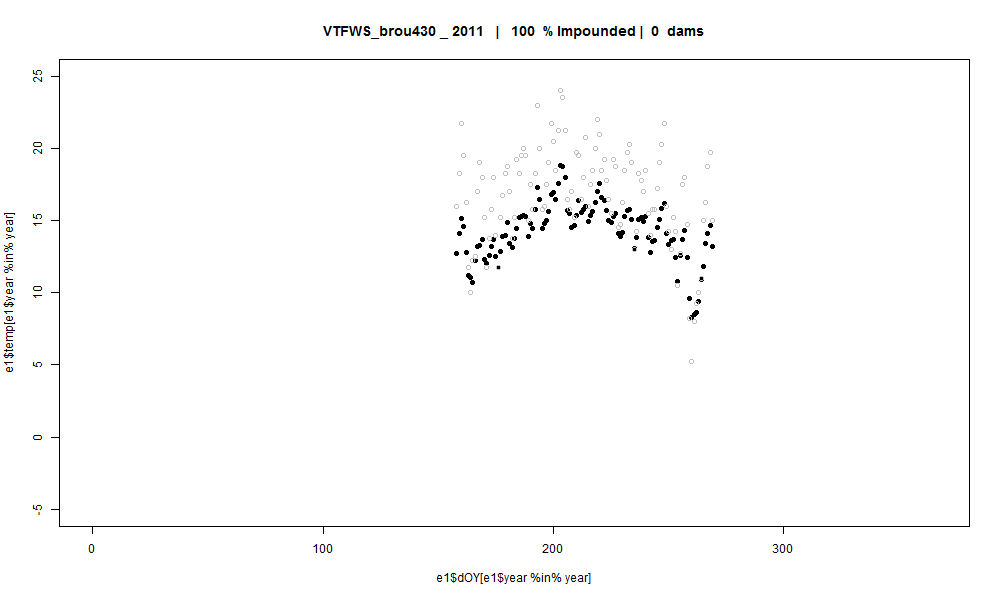 VTFWS_brou430 _ 2011 | 100 % Impounded | 0 dams
25
20
15
10
5
0
-5
e1$temp[e1$year %in% year]
0 100 200 300
e1$dOY[e1$year %in% year]